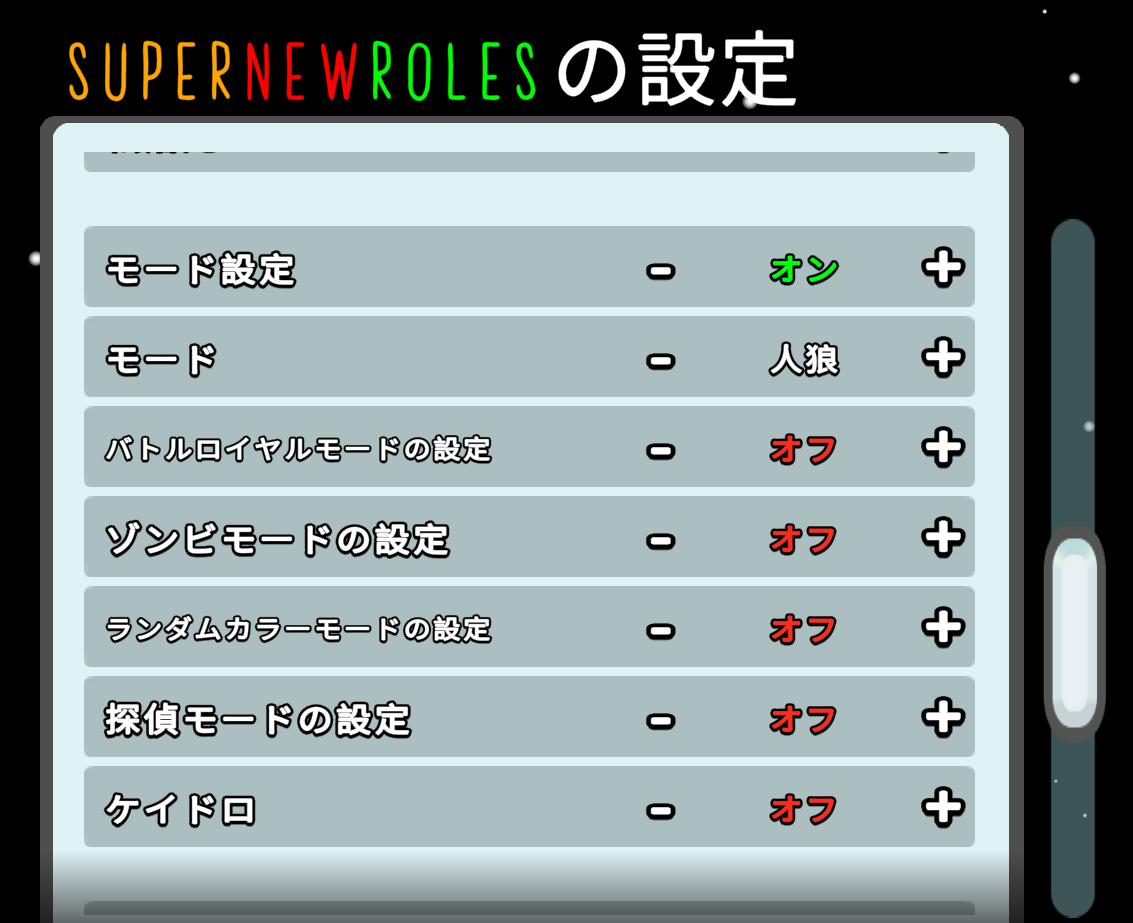 SUPERNEWROLESの設定
モード設定 - オン +
モード - 人狼 +
バトルロイヤルモードの設定 - オフ +
ゾンビモードの設定 - オフ +
ランダムカラーモードの設定 - オフ +
探偵モードの設定 - オフ +
ケイドロ - オフ +